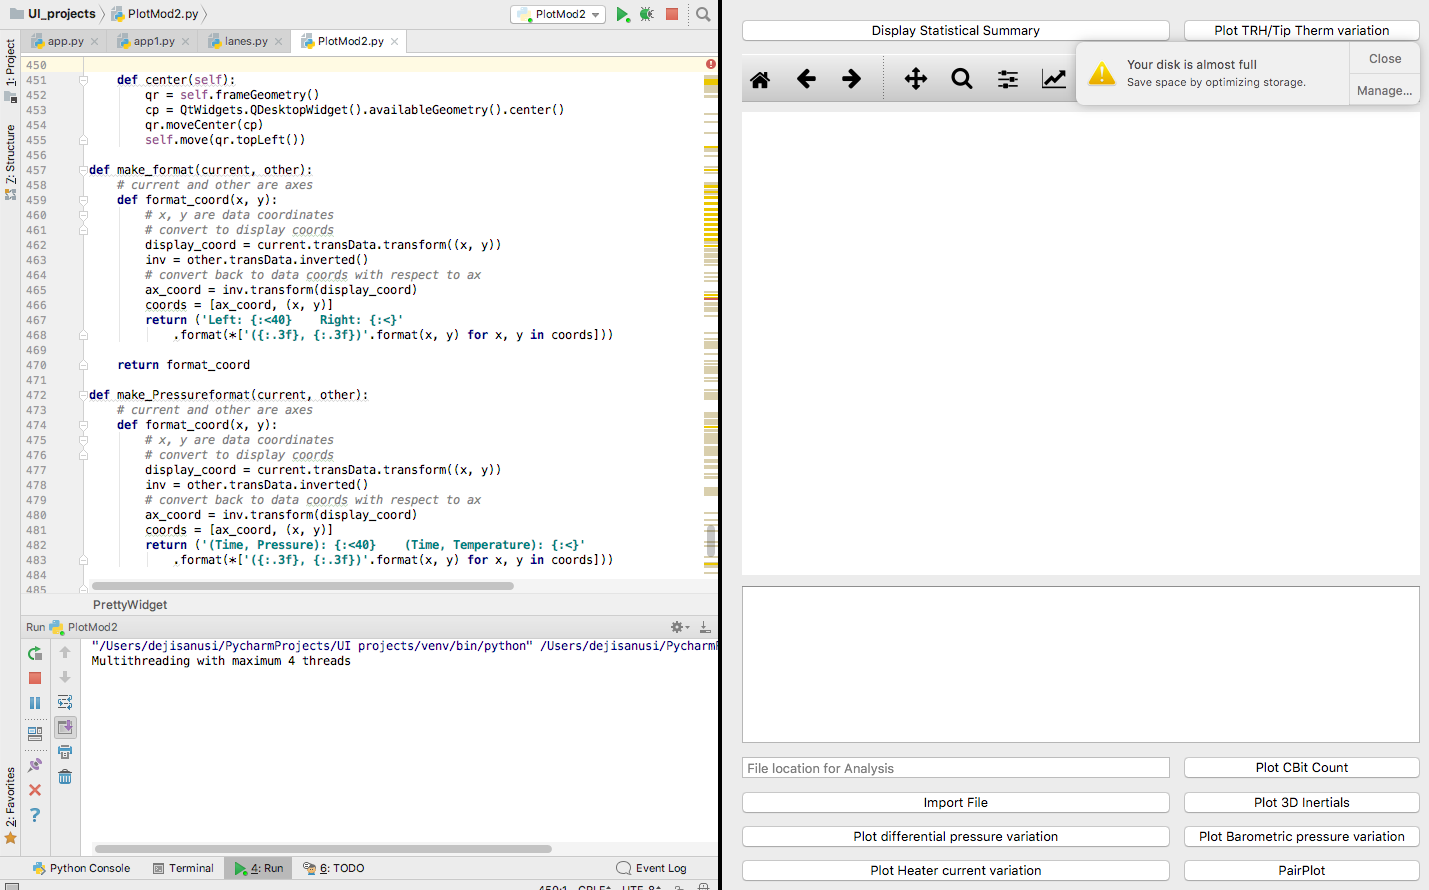 UI_projects PlotMod2.py PlotMod2
app.py app1.py lanes.py PlotMod2.py
1: Project
7: Structure
2: Favorites
450
451 def center(self):
452 qr = self.frameGeometry()
453 cp = QtWidgets.QDesktopWidget().availableGeometry().center()
454 qr.moveCenter(cp)
455 self.move(qr.topLeft())
456
457 def make_format(current, other):
458 # current and other are axes
459 def format_coord(x, y):
460 # x, y are data coordinates
461 # convert to display coords
462 display_coord = current.transData.transform((x, y))
463 inv = other.transData.inverted()
464 # convert back to data coords with respect to ax
465 ax_coord = inv.transform(display_coord)
466 coords = [ax_coord, (x, y)]
467 return ('Left: {:<40}    Right: {:<}'
468 .format(*['({:.3f}, {:.3f})'.format(x, y) for x, y in coords]))
469
470 return format_coord
471
472 def make_Pressureformat(current, other):
473 # current and other are axes
474 def format_coord(x, y):
475 # x, y are data coordinates
476 # convert to display coords
477 display_coord = current.transData.transform((x, y))
478 inv = other.transData.inverted()
479 # convert back to data coords with respect to ax
480 ax_coord = inv.transform(display_coord)
481 coords = [ax_coord, (x, y)]
482 return ('(Time, Pressure): {:<40}    (Time, Temperature): {:<}'
483 .format(*['({:.3f}, {:.3f})'.format(x, y) for x, y in coords]))
484
485
PrettyWidget
Run PlotMod2
"/Users/dejisanusi/PycharmProjects/UI projects/venv/bin/python" /Users/dejisanusi/Pycharm
Multithreading with maximum 4 threads
Python Console Terminal 4: Run 6: TODO Event Log
450:1 CRLF UTF-8
Display Statistical Summary Plot TRH/Tip Therm variation
Your disk is almost full
Save space by optimizing storage.
Close
Manage...
File location for Analysis Plot CBit Count
Import File Plot 3D Inertials
Plot differential pressure variation Plot Barometric pressure variation
Plot Heater current variation PairPlot